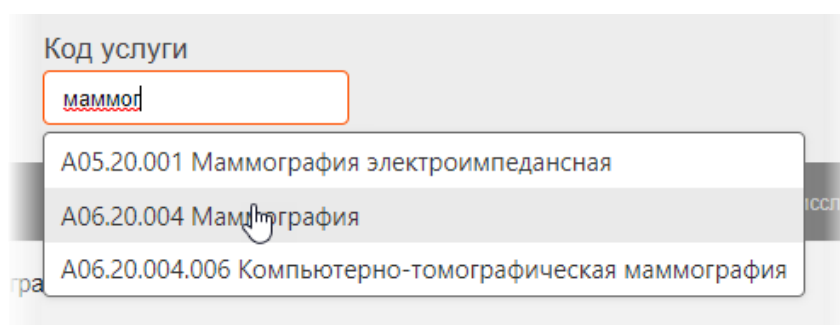 Код услуги
маммог
A05.20.001 Маммография электроимпедансная
A06.20.004 Маммография
A06.20.004.006 Компьютерно-томографическая маммография